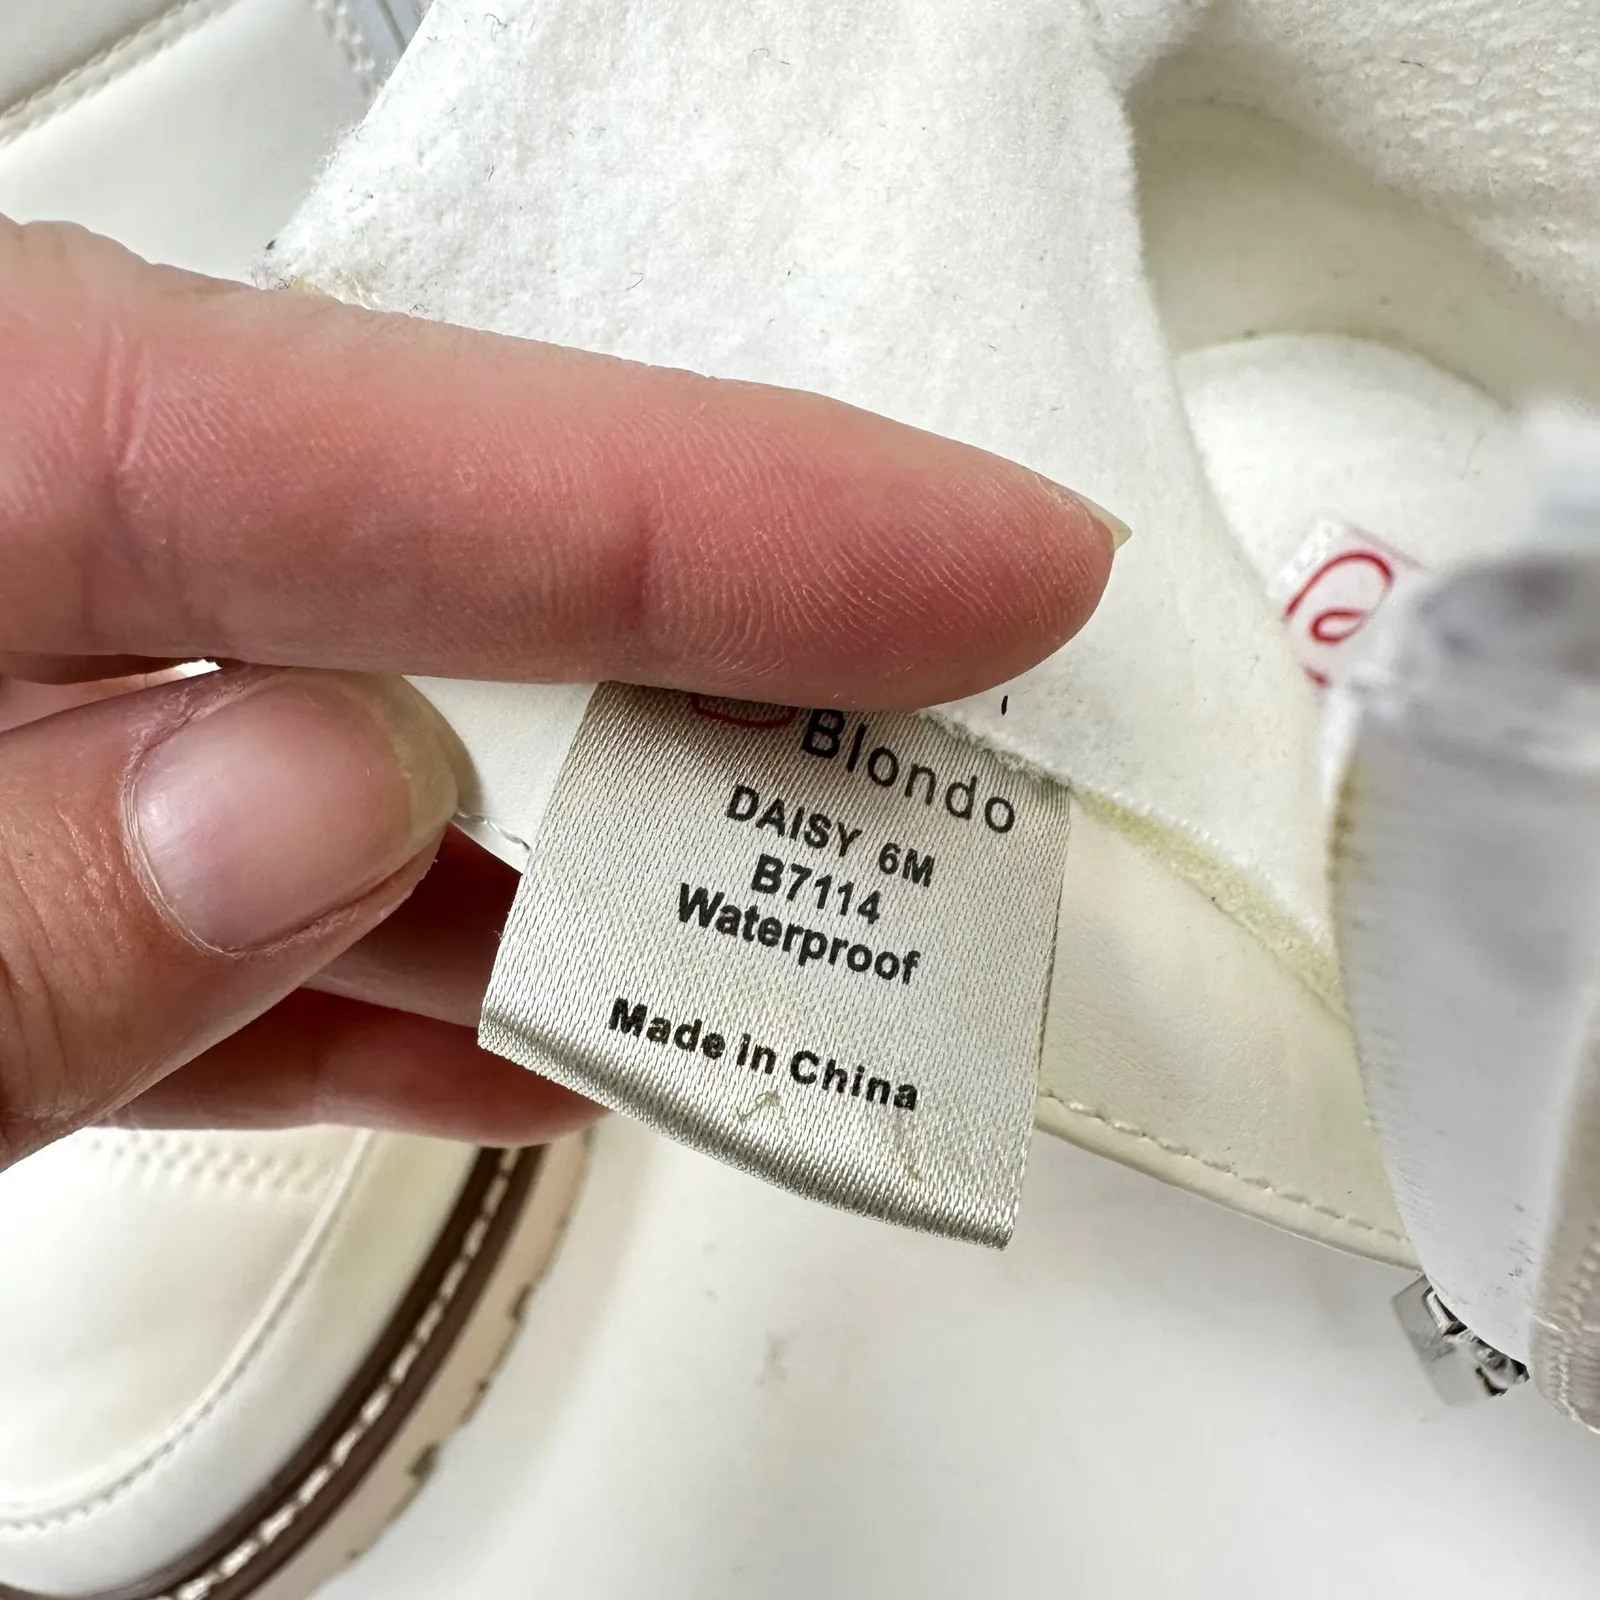 Blondo
DAISY 6M
B7114
Waterproof
Made in China